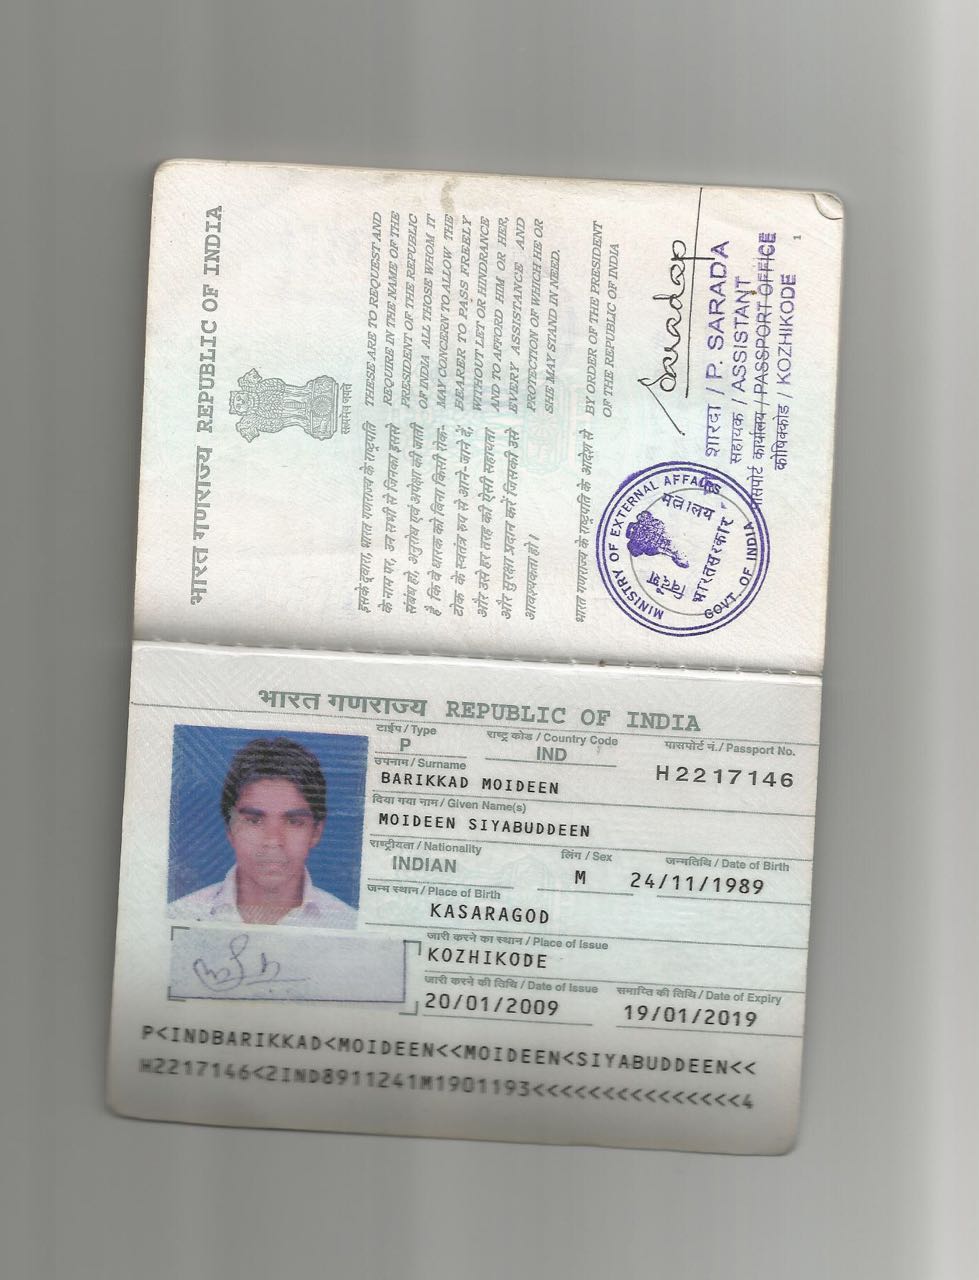 भारत गणराज्य REPUBLIC OF INDIA
सत्यमेव जयते
इसके द्वारा, भारत गणराज्य के राष्ट्रपति
के नाम पर, उन सभी से जिनका इससे
संबंध हो, अनुरोध एवं अपेक्षा की जाती
है कि वे धारक को बिना किसी रोक-
टोक के स्वतंत्र रूप से आने-जाने दें,
और उसे हर तरह की ऐसी सहायता
और सुरक्षा प्रदान करें जिसकी उसे
आवश्यकता हो।
THESE ARE TO REQUEST AND
REQUIRE IN THE NAME OF THE
PRESIDENT OF THE REPUBLIC
OF INDIA ALL THOSE WHOM IT
MAY CONCERN TO ALLOW THE
BEARER TO PASS FREELY
WITHOUT LET OR HINDRANCE
AND TO AFFORD HIM OR HER,
EVERY ASSISTANCE AND
PROTECTION OF WHICH HE OR
SHE MAY STAND IN NEED.
भारत गणराज्य के राष्ट्रपति के आदेश से
BY ORDER OF THE PRESIDENT
OF THE REPUBLIC OF INDIA
MINISTRY OF EXTERNAL AFFAIRS
विदेश मंत्रालय
भारत सरकार
GOVT. OF INDIA
Saradap
शारदा / P. SARADA
सहायक / ASSISTANT
पासपोर्ट कार्यालय / PASSPORT OFFICE
कोषिक्कोड / KOZHIKODE
1
भारत गणराज्य REPUBLIC OF INDIA
टाईप / Type
राष्ट्र कोड / Country Code
पासपोर्ट नं. / Passport No.
P
IND
H2217146
उपनाम / Surname
BARIKKAD MOIDEEN
दिया गया नाम / Given Name(s)
MOIDEEN SIYABUDDEEN
राष्ट्रीयता / Nationality
लिंग / Sex
जन्मतिथि / Date of Birth
INDIAN
M
24/11/1989
जन्म स्थान / Place of Birth
KASARAGOD
जारी करने का स्थान / Place of Issue
KOZHIKODE
जारी करने की तिथि / Date of Issue
समाप्ति की तिथि / Date of Expiry
20/01/2009
19/01/2019
P<INDBARIKKAD<MOIDEEN<<MOIDEEN<SIYABUDDEEN<<
H2217146<2IND8911241M1901193<<<<<<<<<<<<<<<4